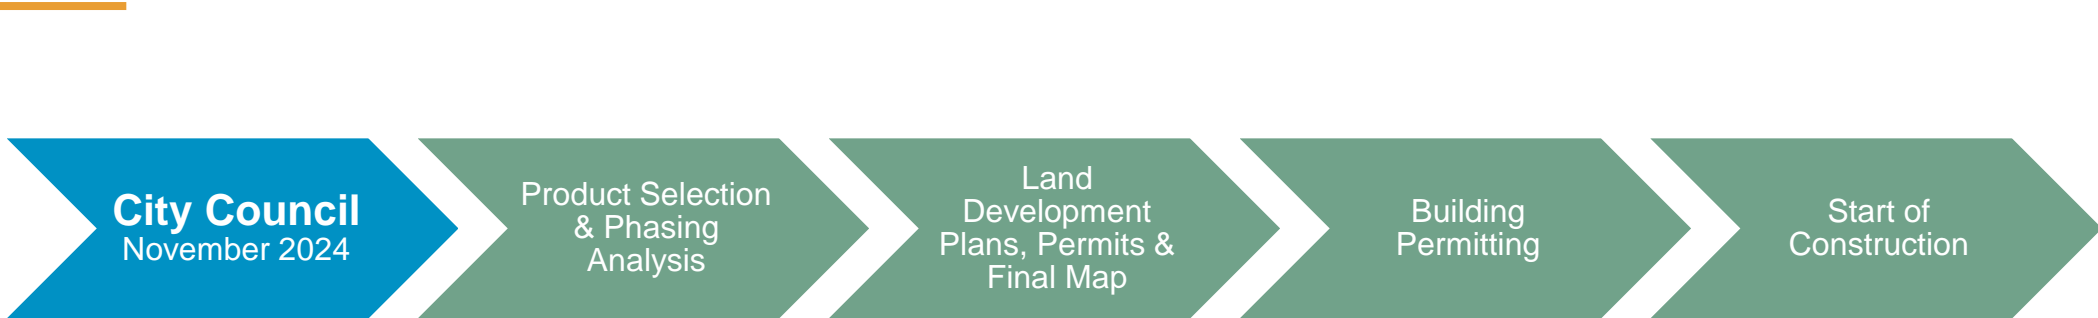 City Council
November 2024
Product Selection
& Phasing
Analysis
Land
Development
Plans, Permits &
Final Map
Building
Permitting
Start of
Construction